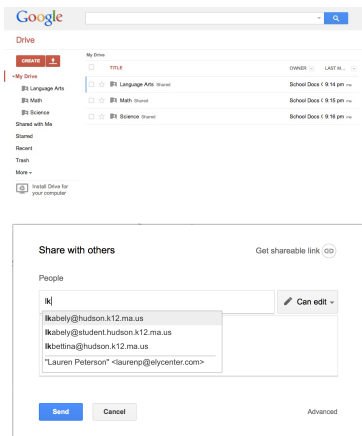 Google
Drive
CREATE
My Drive
TITLE OWNER LAST M...
My Drive
Language Arts Shared School Docs ( 9:14 pm me
Math Shared School Docs ( 9:15 pm me
Science Shared School Docs ( 9:16 pm me
Language Arts
Math
Science
Shared with Me
Starred
Recent
Trash
More
Install Drive for
your computer
Share with others Get shareable link
People
lk Can edit
lkabely@hudson.k12.ma.us
lkabely@student.hudson.k12.ma.us
lkbettina@hudson.k12.ma.us
"Lauren Peterson" <laurenp@elycenter.com>
Send Cancel Advanced